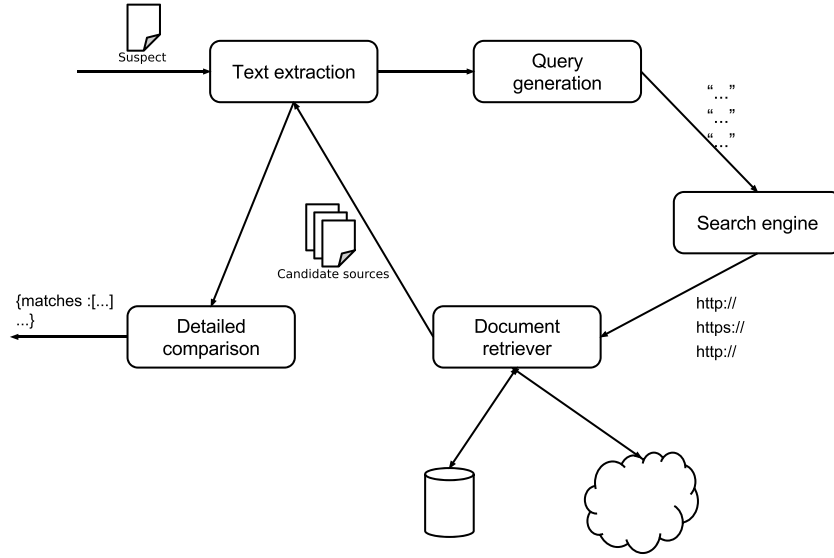 Suspect
Text extraction
Query
generation
“...”
“...”
“...”
Search engine
Candidate sources
{matches :[...]
...}
Detailed
comparison
Document
retriever
http://
https://
http://